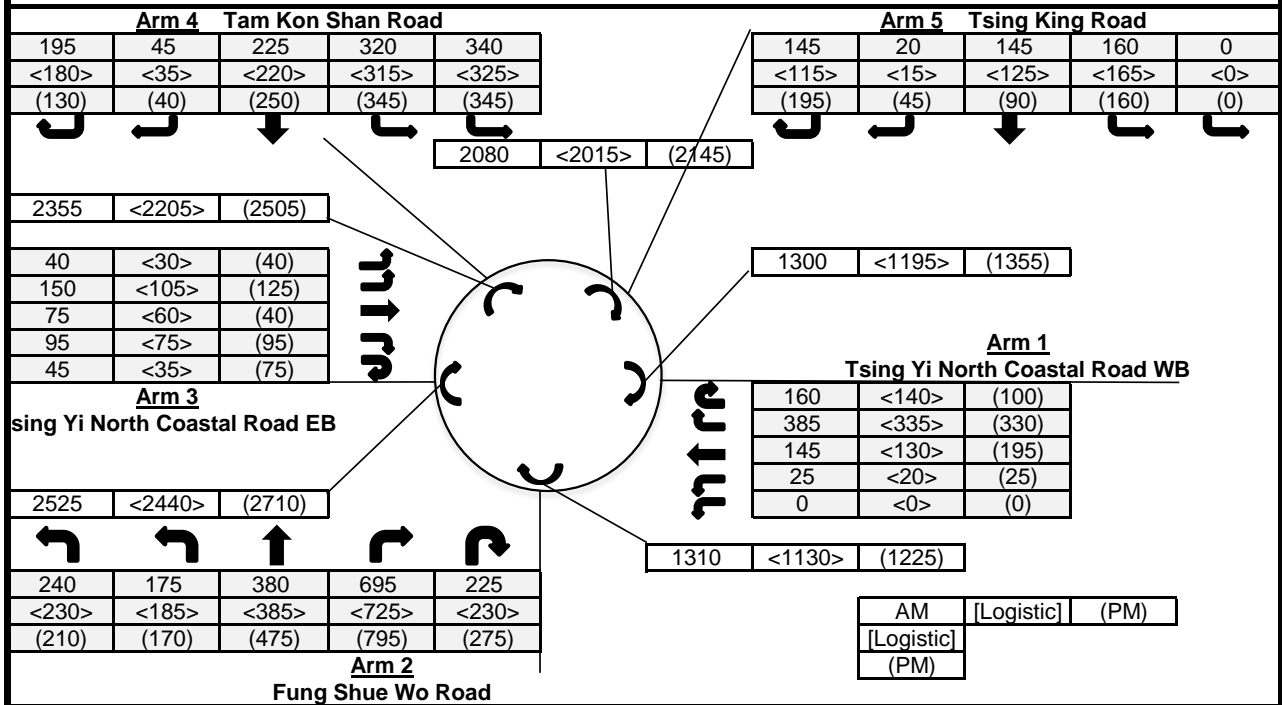 Arm 4 Tam Kon Shan Road
195 45 225 320 340
<180> <35> <220> <315> <325>
(130) (40) (250) (345) (345)
Arm 5 Tsing King Road
145 20 145 160 0
<115> <15> <125> <165> <0>
(195) (45) (90) (160) (0)
2080 <2015> (2145)
2355 <2205> (2505)
40 <30> (40)
150 <105> (125)
75 <60> (40)
95 <75> (95)
45 <35> (75)
Arm 3
sing Yi North Coastal Road EB
1300 <1195> (1355)
Arm 1
Tsing Yi North Coastal Road WB
160 <140> (100)
385 <335> (330)
145 <130> (195)
25 <20> (25)
0 <0> (0)
2525 <2440> (2710)
1310 <1130> (1225)
240 175 380 695 225
<230> <185> <385> <725> <230>
(210) (170) (475) (795) (275)
Arm 2
Fung Shue Wo Road
AM [Logistic] (PM)
[Logistic]
(PM)